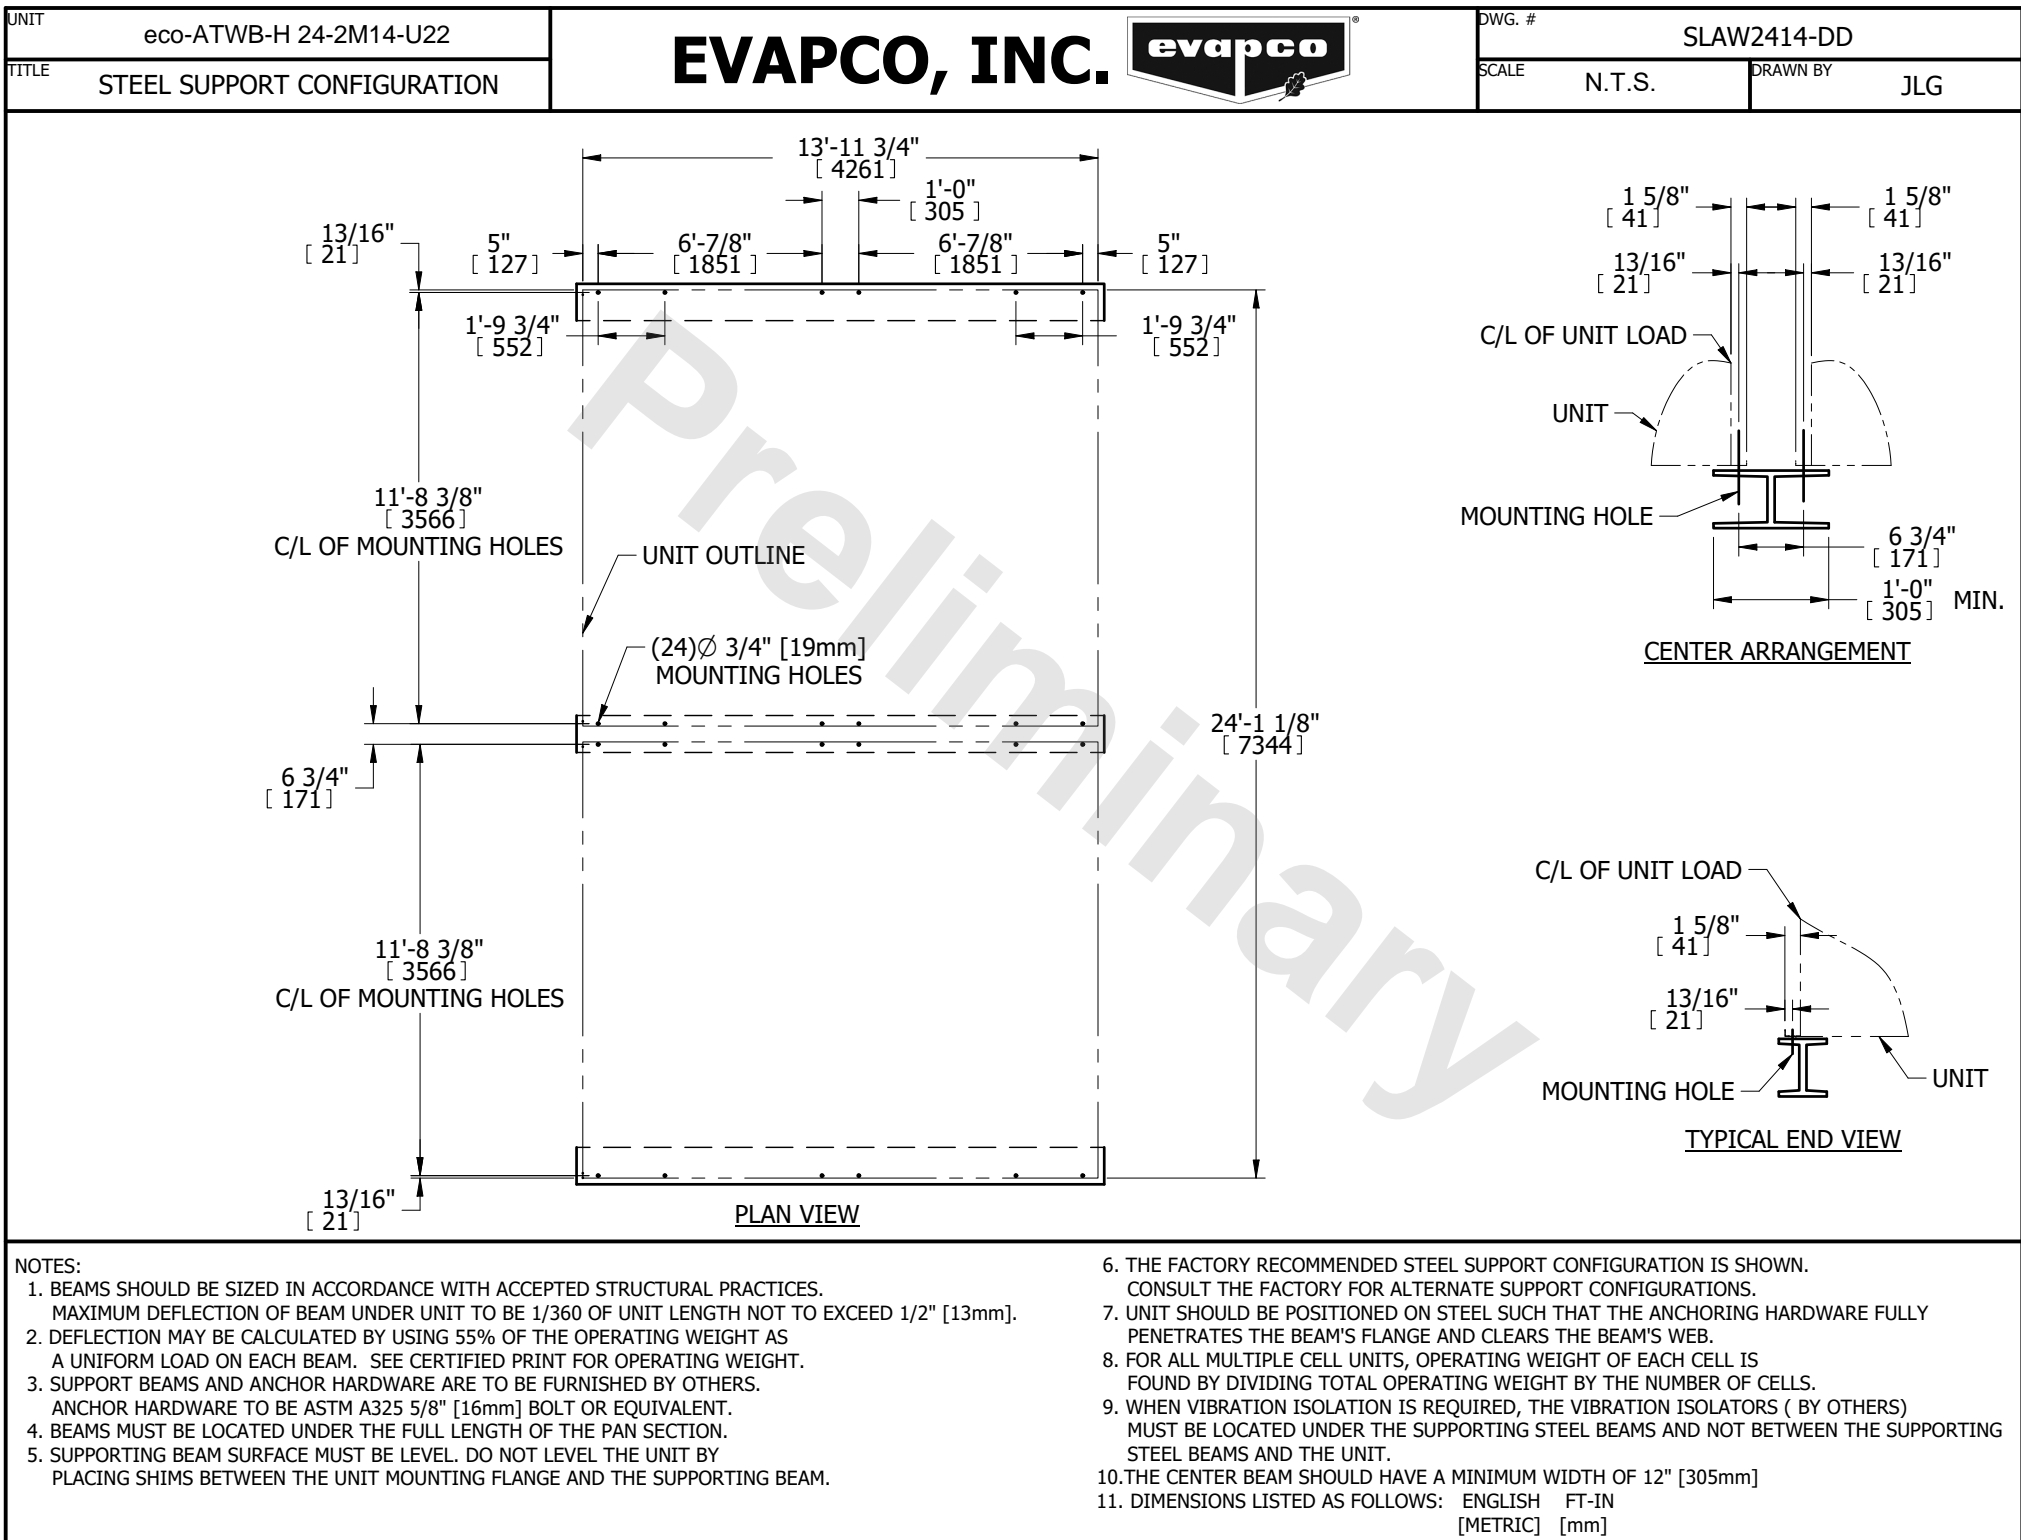 UNIT
eco-ATWB-H 24-2M14-U22
TITLE
STEEL SUPPORT CONFIGURATION
EVAPCO, INC.
evapco
®
DWG. #
SLAW2414-DD
SCALE
N.T.S.
DRAWN BY
JLG
13'-11 3/4"
[ 4261 ]
1'-0"
[ 305 ]
13/16"
[ 21 ]
5"
[ 127 ]
6'-7/8"
[ 1851 ]
6'-7/8"
[ 1851 ]
5"
[ 127 ]
1'-9 3/4"
[ 552 ]
1'-9 3/4"
[ 552 ]
11'-8 3/8"
[ 3566 ]
C/L OF MOUNTING HOLES
UNIT OUTLINE
(24)∅ 3/4" [19mm]
MOUNTING HOLES
6 3/4"
[ 171 ]
24'-1 1/8"
[ 7344 ]
11'-8 3/8"
[ 3566 ]
C/L OF MOUNTING HOLES
13/16"
[ 21 ]
PLAN VIEW
Preliminary
1 5/8"
[ 41 ]
1 5/8"
[ 41 ]
13/16"
[ 21 ]
13/16"
[ 21 ]
C/L OF UNIT LOAD
UNIT
MOUNTING HOLE
6 3/4"
[ 171 ]
1'-0"
[ 305 ] MIN.
CENTER ARRANGEMENT
C/L OF UNIT LOAD
1 5/8"
[ 41 ]
13/16"
[ 21 ]
MOUNTING HOLE
UNIT
TYPICAL END VIEW
NOTES:
1. BEAMS SHOULD BE SIZED IN ACCORDANCE WITH ACCEPTED STRUCTURAL PRACTICES.
MAXIMUM DEFLECTION OF BEAM UNDER UNIT TO BE 1/360 OF UNIT LENGTH NOT TO EXCEED 1/2" [13mm].
2. DEFLECTION MAY BE CALCULATED BY USING 55% OF THE OPERATING WEIGHT AS
A UNIFORM LOAD ON EACH BEAM. SEE CERTIFIED PRINT FOR OPERATING WEIGHT.
3. SUPPORT BEAMS AND ANCHOR HARDWARE ARE TO BE FURNISHED BY OTHERS.
ANCHOR HARDWARE TO BE ASTM A325 5/8" [16mm] BOLT OR EQUIVALENT.
4. BEAMS MUST BE LOCATED UNDER THE FULL LENGTH OF THE PAN SECTION.
5. SUPPORTING BEAM SURFACE MUST BE LEVEL. DO NOT LEVEL THE UNIT BY
PLACING SHIMS BETWEEN THE UNIT MOUNTING FLANGE AND THE SUPPORTING BEAM.
6. THE FACTORY RECOMMENDED STEEL SUPPORT CONFIGURATION IS SHOWN.
CONSULT THE FACTORY FOR ALTERNATE SUPPORT CONFIGURATIONS.
7. UNIT SHOULD BE POSITIONED ON STEEL SUCH THAT THE ANCHORING HARDWARE FULLY
PENETRATES THE BEAM'S FLANGE AND CLEARS THE BEAM'S WEB.
8. FOR ALL MULTIPLE CELL UNITS, OPERATING WEIGHT OF EACH CELL IS
FOUND BY DIVIDING TOTAL OPERATING WEIGHT BY THE NUMBER OF CELLS.
9. WHEN VIBRATION ISOLATION IS REQUIRED, THE VIBRATION ISOLATORS ( BY OTHERS)
MUST BE LOCATED UNDER THE SUPPORTING STEEL BEAMS AND NOT BETWEEN THE SUPPORTING
STEEL BEAMS AND THE UNIT.
10.THE CENTER BEAM SHOULD HAVE A MINIMUM WIDTH OF 12" [305mm]
11. DIMENSIONS LISTED AS FOLLOWS: ENGLISH FT-IN
[METRIC] [mm]